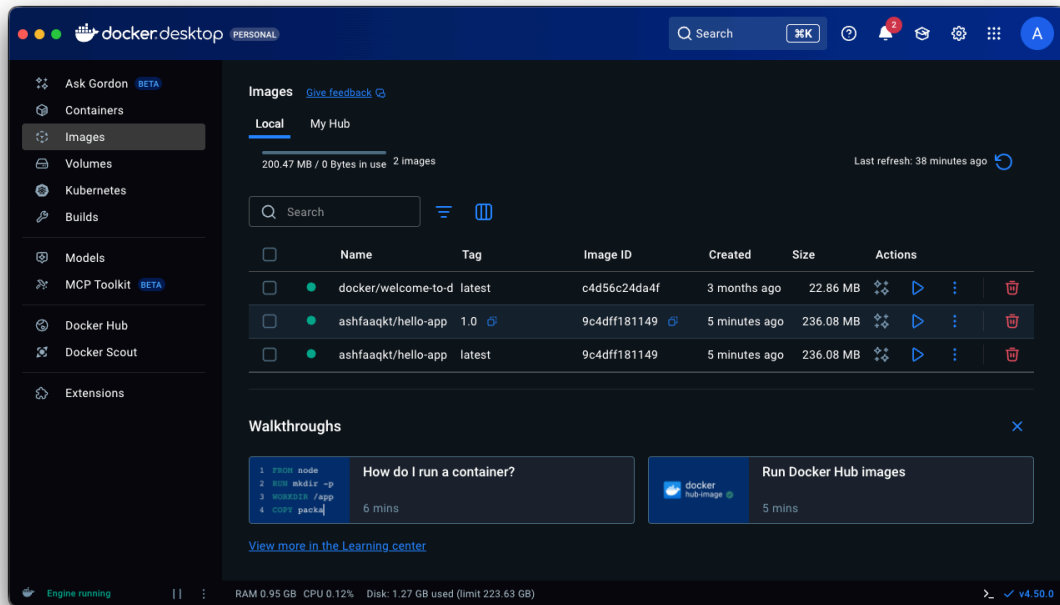 docker.desktop PERSONAL
Search ⌘K
2
A
Ask Gordon BETA
Containers
Images
Volumes
Kubernetes
Builds
Models
MCP Toolkit BETA
Docker Hub
Docker Scout
Extensions
Images Give feedback
Local My Hub
200.47 MB / 0 Bytes in use 2 images
Last refresh: 38 minutes ago
Search
Name Tag Image ID Created Size Actions
docker/welcome-to-d latest c4d56c24da4f 3 months ago 22.86 MB
ashfaaqkt/hello-app 1.0 9c4dff181149 5 minutes ago 236.08 MB
ashfaaqkt/hello-app latest 9c4dff181149 5 minutes ago 236.08 MB
Walkthroughs
1 FROM node
2 RUN mkdir -p
3 WORKDIR /app
4 COPY packa
How do I run a container?
6 mins
docker
hub-image
Run Docker Hub images
5 mins
View more in the Learning center
Engine running
RAM 0.95 GB CPU 0.12% Disk: 1.27 GB used (limit 223.63 GB)
v4.50.0